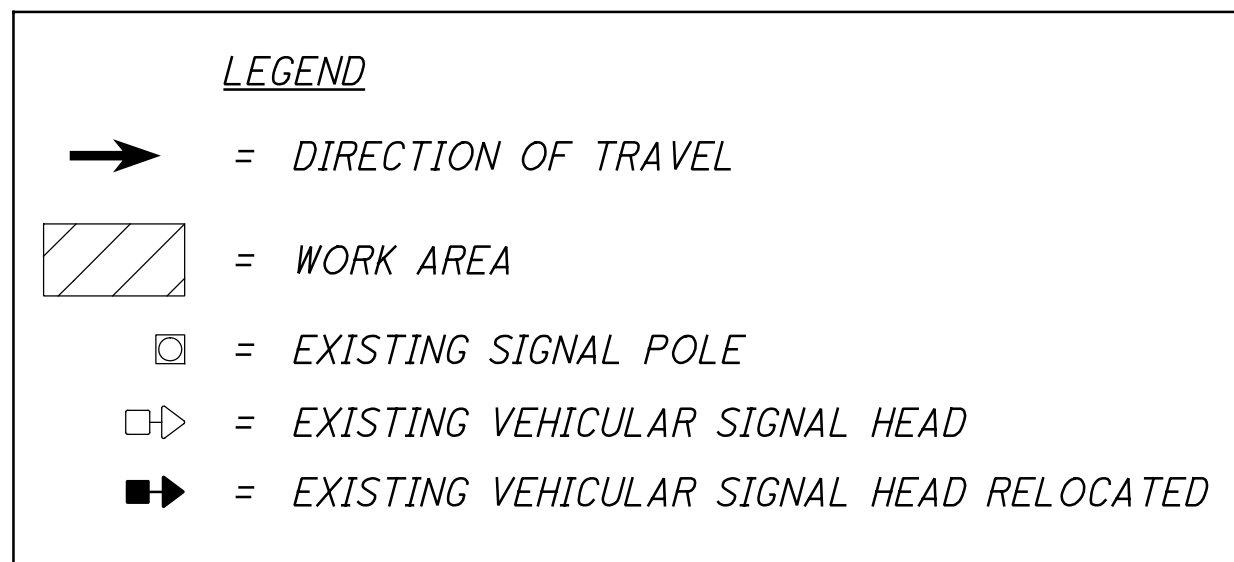 LEGEND
= DIRECTION OF TRAVEL
= WORK AREA
= EXISTING SIGNAL POLE
= EXISTING VEHICULAR SIGNAL HEAD
= EXISTING VEHICULAR SIGNAL HEAD RELOCATED